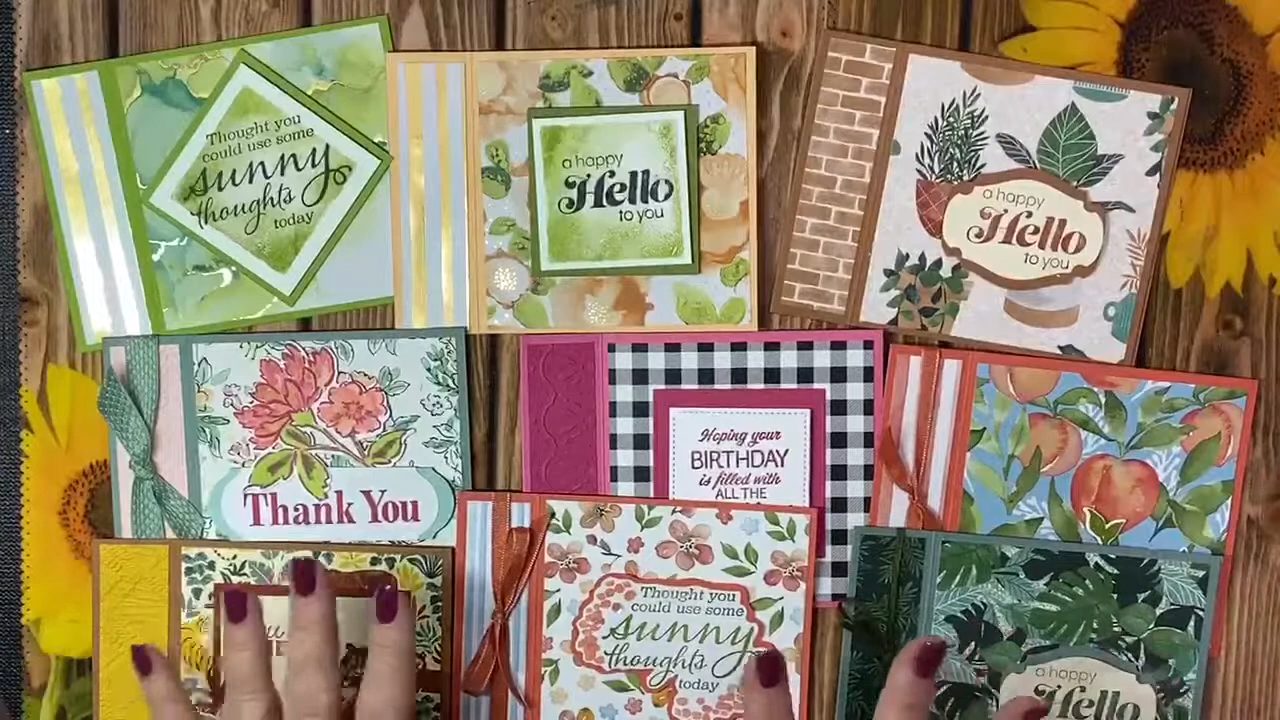 Thought you
could use some
sunny
thoughts
today
a happy
Hello
to you
a happy
Hello
to you
Thank You
Hoping your
BIRTHDAY
is filled with
ALL THE
Thought you
could use some
sunny
thoughts
today
a happy
Hello